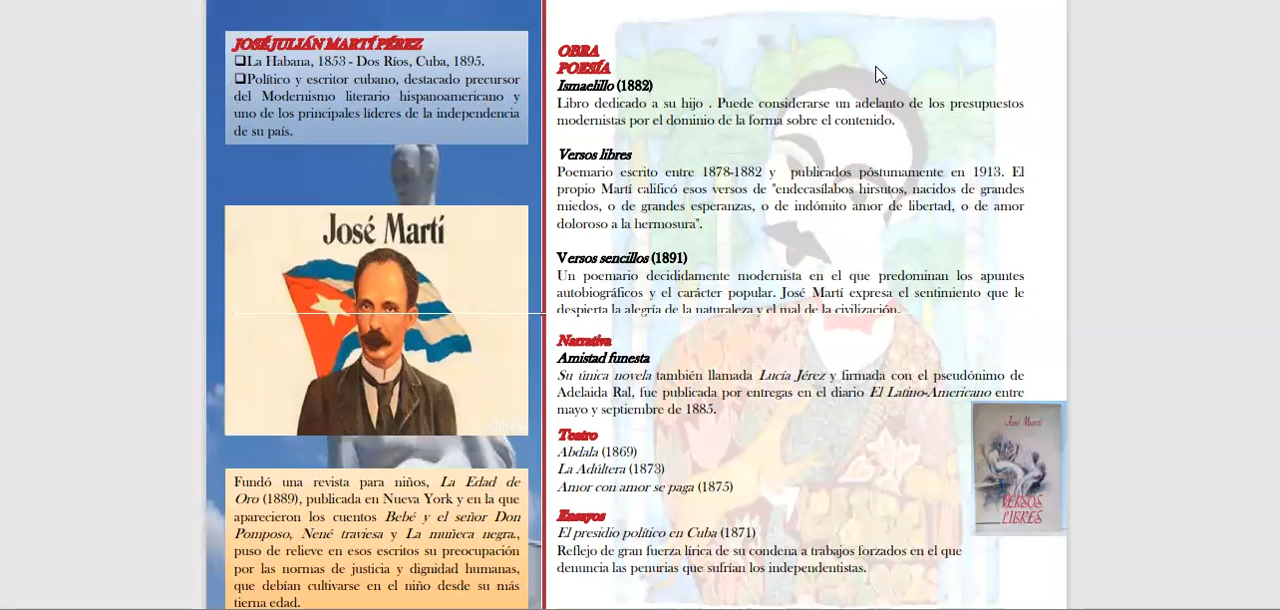 JOSÉ JULIÁN MARTÍ PÉREZ
La Habana, 1853 - Dos Ríos, Cuba, 1895.
Político y escritor cubano, destacado precursor
del Modernismo literario hispanoamericano y
uno de los principales líderes de la independencia
de su país.
José Martí
Fundó una revista para niños, La Edad de
Oro (1889), publicada en Nueva York y en la que
aparecieron los cuentos Bebé y el señor Don
Pomposo, Nené traviesa y La muñeca negra.,
puso de relieve en esos escritos su preocupación
por las normas de justicia y dignidad humanas,
que debían cultivarse en el niño desde su más
tierna edad.
OBRA
POESÍA
Ismaelillo (1882)
Libro dedicado a su hijo . Puede considerarse un adelanto de los presupuestos
modernistas por el dominio de la forma sobre el contenido.
Versos libres
Poemario escrito entre 1878-1882 y publicados póstumamente en 1913. El
propio Martí calificó esos versos de "endecasílabos hirsutos, nacidos de grandes
miedos, o de grandes esperanzas, o de indómito amor de libertad, o de amor
doloroso a la hermosura".
Versos sencillos (1891)
Un poemario decididamente modernista en el que predominan los apuntes
autobiográficos y el carácter popular. José Martí expresa el sentimiento que le
despierta la alegría de la naturaleza y el mal de la civilización.
Narrativa
Amistad funesta
Su única novela también llamada Lucía Jérez y firmada con el pseudónimo de
Adelaida Ral, fue publicada por entregas en el diario El Latino-Americano entre
mayo y septiembre de 1885.
Teatro
Abdala (1869)
La Adúltera (1873)
Amor con amor se paga (1875)
Ensayos
El presidio político en Cuba (1871)
Reflejo de gran fuerza lírica de su condena a trabajos forzados en el que
denuncia las penurias que sufrían los independentistas.
José Martí
VERSOS
LIBRES